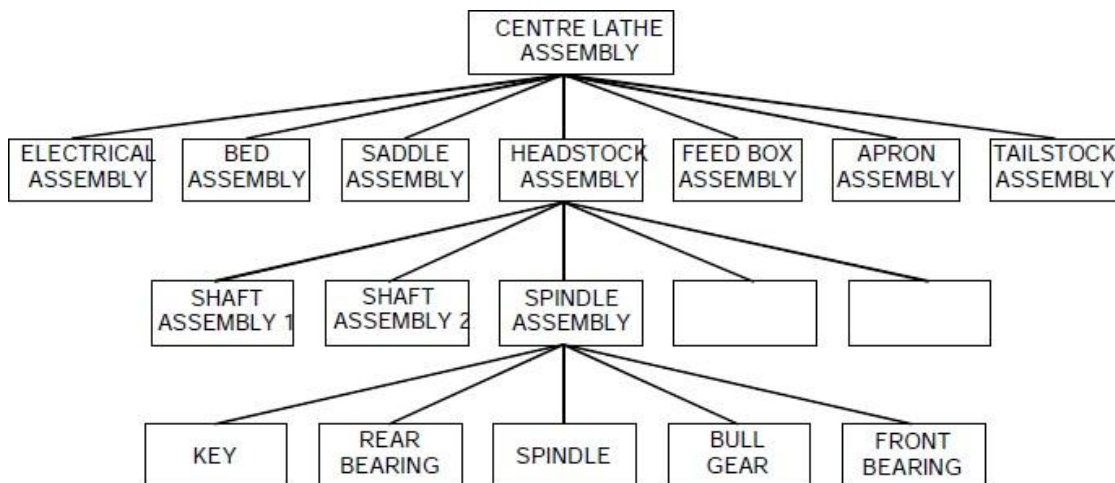 CENTRE LATHE
ASSEMBLY
ELECTRICAL
ASSEMBLY
BED
ASSEMBLY
SADDLE
ASSEMBLY
HEADSTOCK
ASSEMBLY
FEED BOX
ASSEMBLY
APRON
ASSEMBLY
TAILSTOCK
ASSEMBLY
SHAFT
ASSEMBLY 1
SHAFT
ASSEMBLY 2
SPINDLE
ASSEMBLY
KEY
REAR
BEARING
SPINDLE
BULL
GEAR
FRONT
BEARING